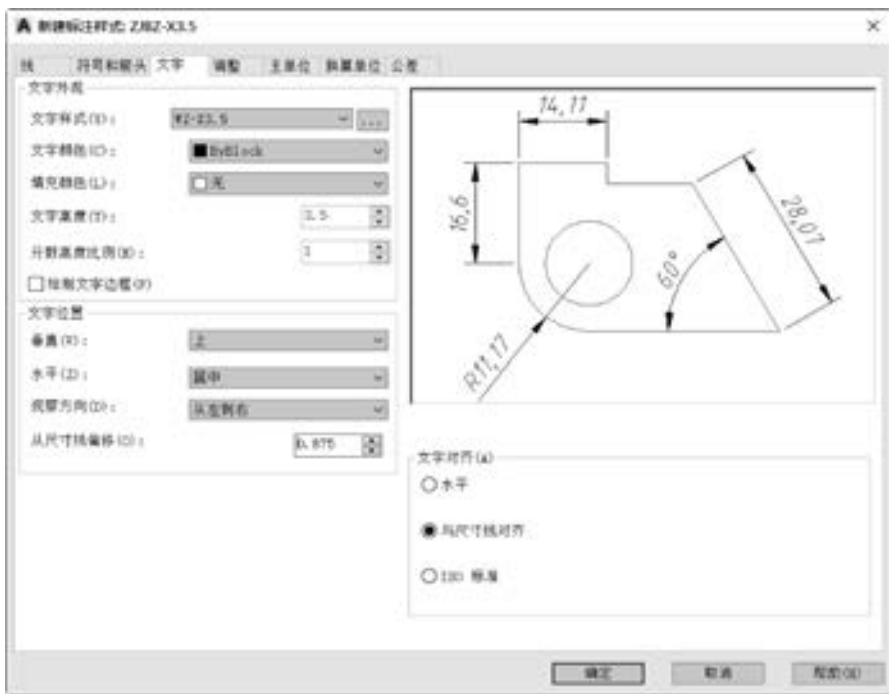 新建标注样式: ZJBZ-X3.5
线 符号和箭头 文字 调整 主单位 换算单位 公差
文字外观
文字样式(Y): WZ-X3.5 ...
文字颜色(C): ByBlock
填充颜色(L): 无
文字高度(T): 3.5
分数高度比例(H): 1
绘制文字边框(F)
文字位置
垂直(V): 上
水平(Z): 居中
观察方向(D): 从左到右
从尺寸线偏移(O): 0.875
14,11
16,6
28,07
60°
R11,17
文字对齐(A)
水平
与尺寸线对齐
ISO 标准
确定 取消 帮助(H)